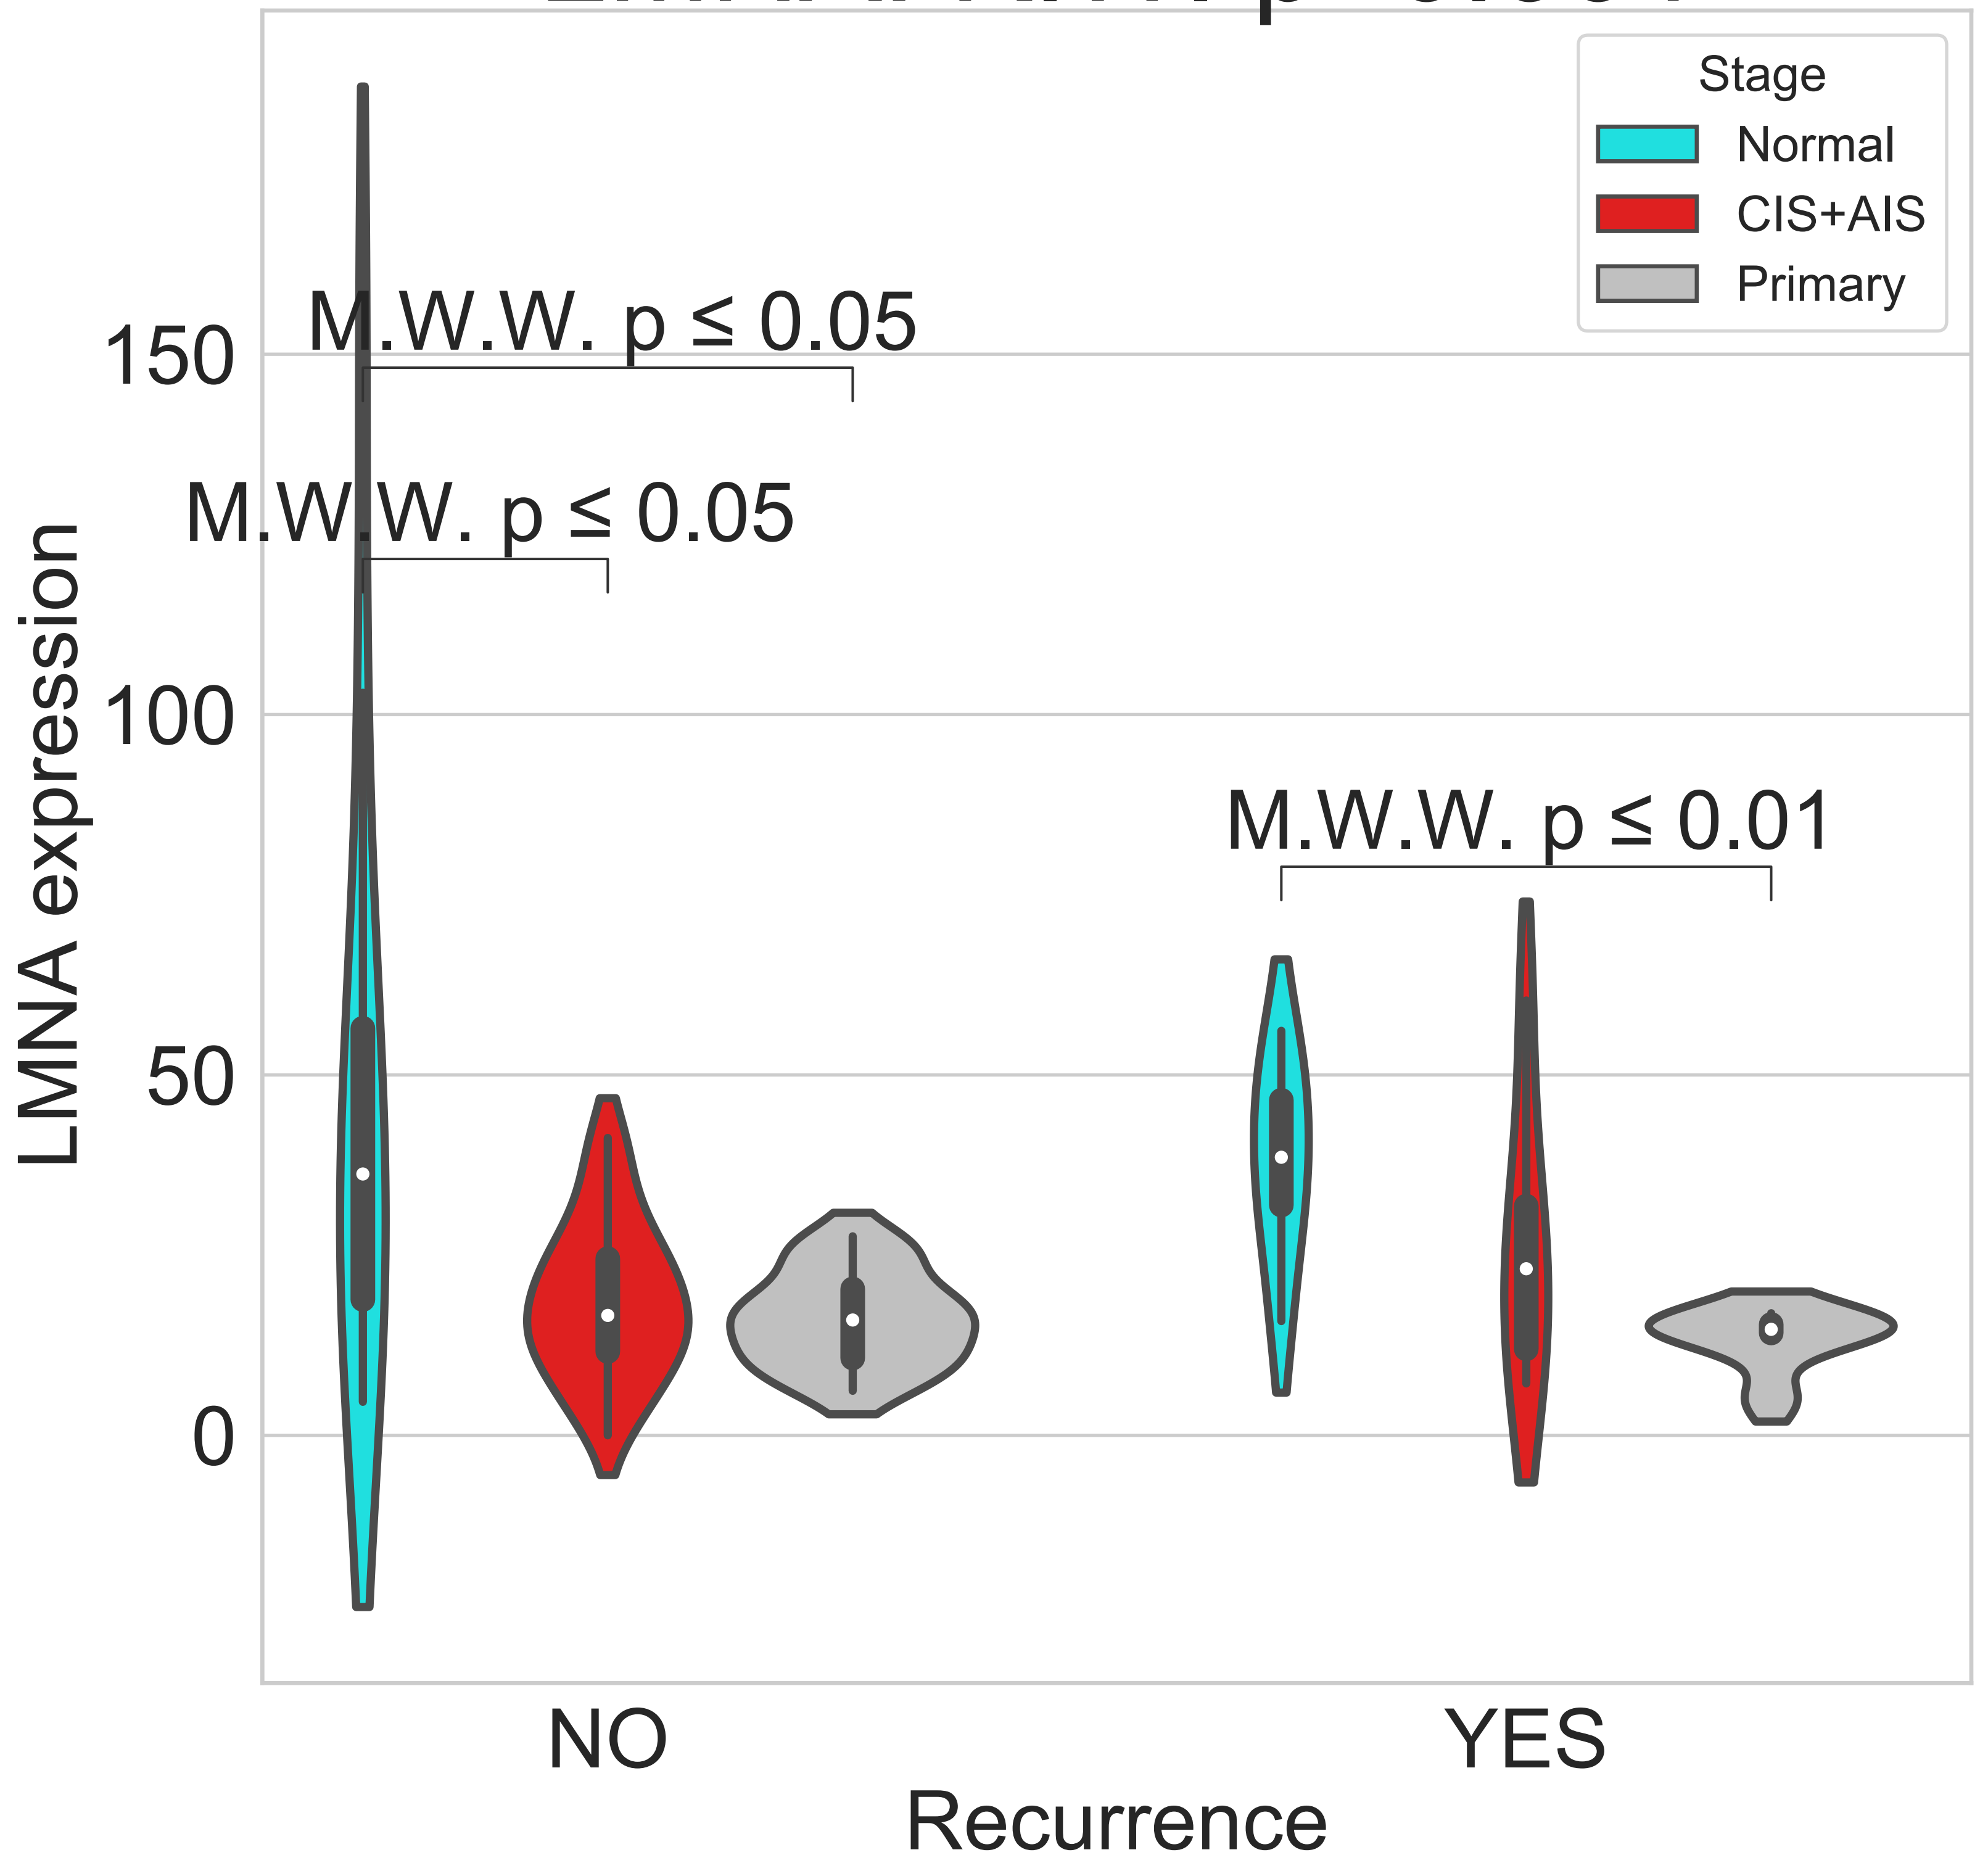 Stage
Normal
CIS+AIS
Primary
M.W.W. p ≤ 0.05
M.W.W. p ≤ 0.05
M.W.W. p ≤ 0.01
150
100
50
0
LMNA expression
NO
YES
Recurrence